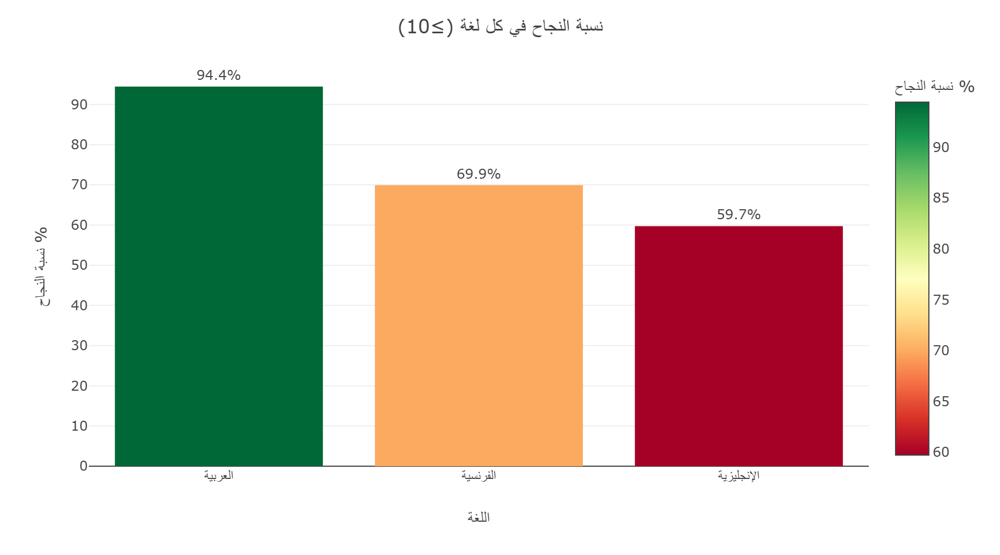 نسبة النجاح في كل لغة (≥10)
94.4%
69.9%
59.7%
% نسبة النجاح
90
80
70
60
50
40
30
20
10
0
العربية
الفرنسية
الإنجليزية
اللغة
% نسبة النجاح
90
85
80
75
70
65
60